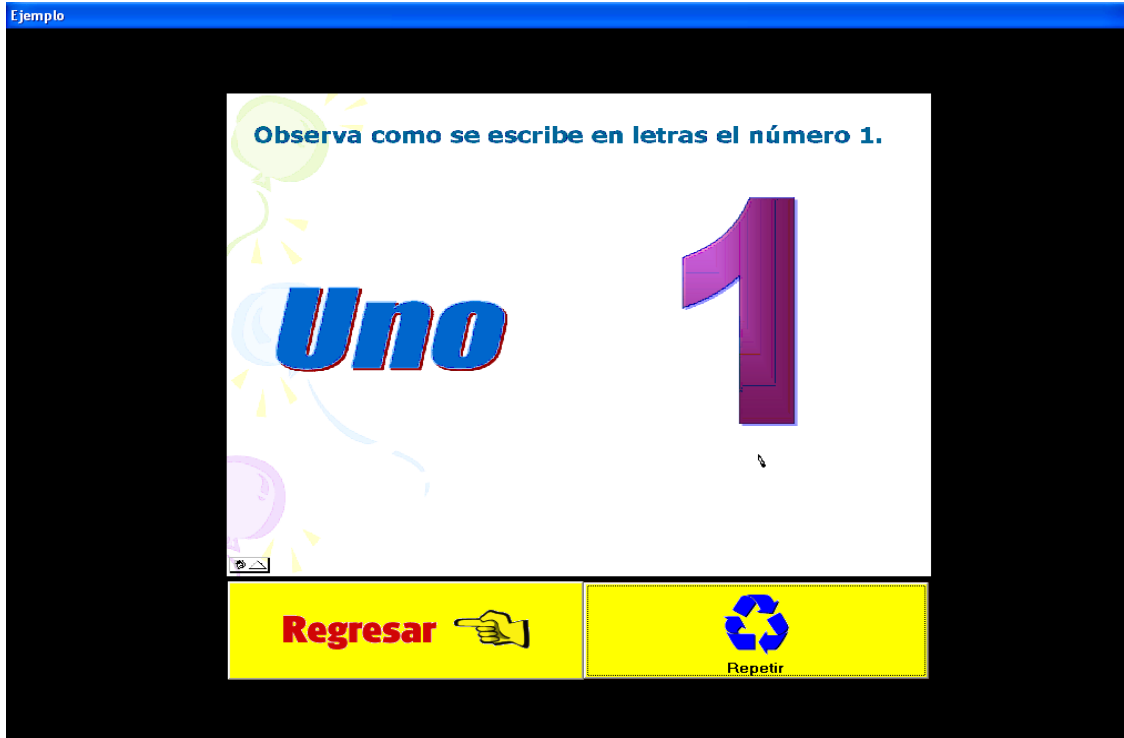 Ejemplo
Observa como se escribe en letras el número 1.
Uno
1
Regresar
Repetir